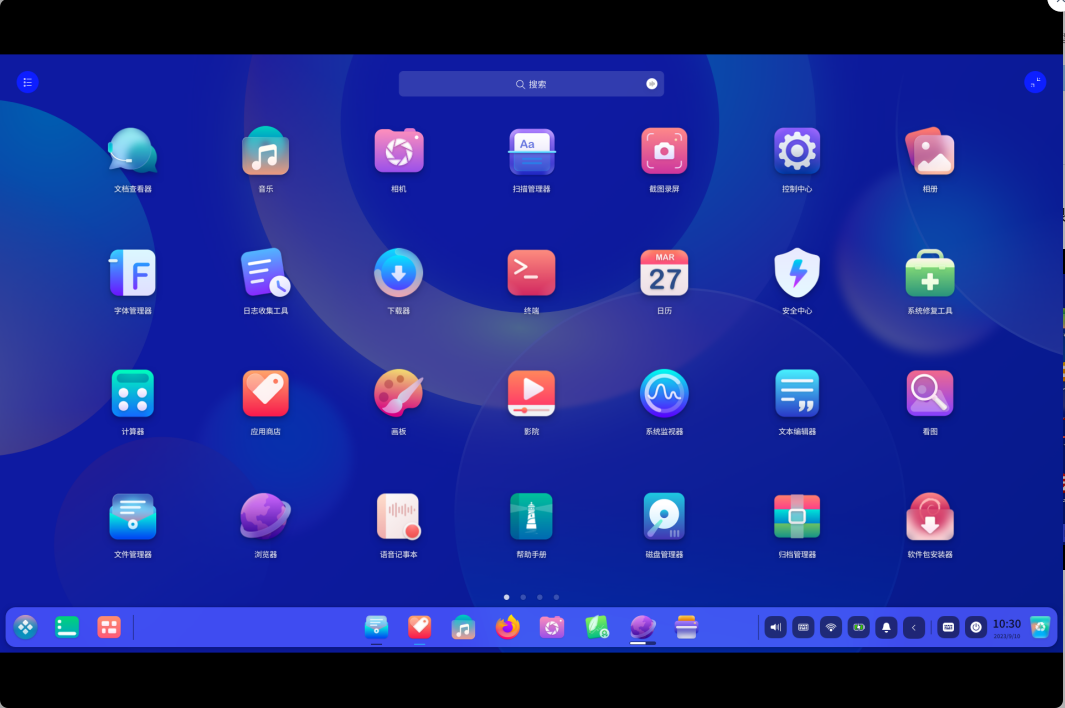 搜索
文档查看器
音乐
相机
Aa
扫描管理器
截图录屏
控制中心
相册
F
字体管理器
日志收集工具
下载器
终端
MAR
27
日历
安全中心
系统修复工具
计算器
应用商店
画板
影院
系统监视器
文本编辑器
看图
文件管理器
浏览器
语音记事本
帮助手册
磁盘管理器
归档管理器
软件包安装器
10:30